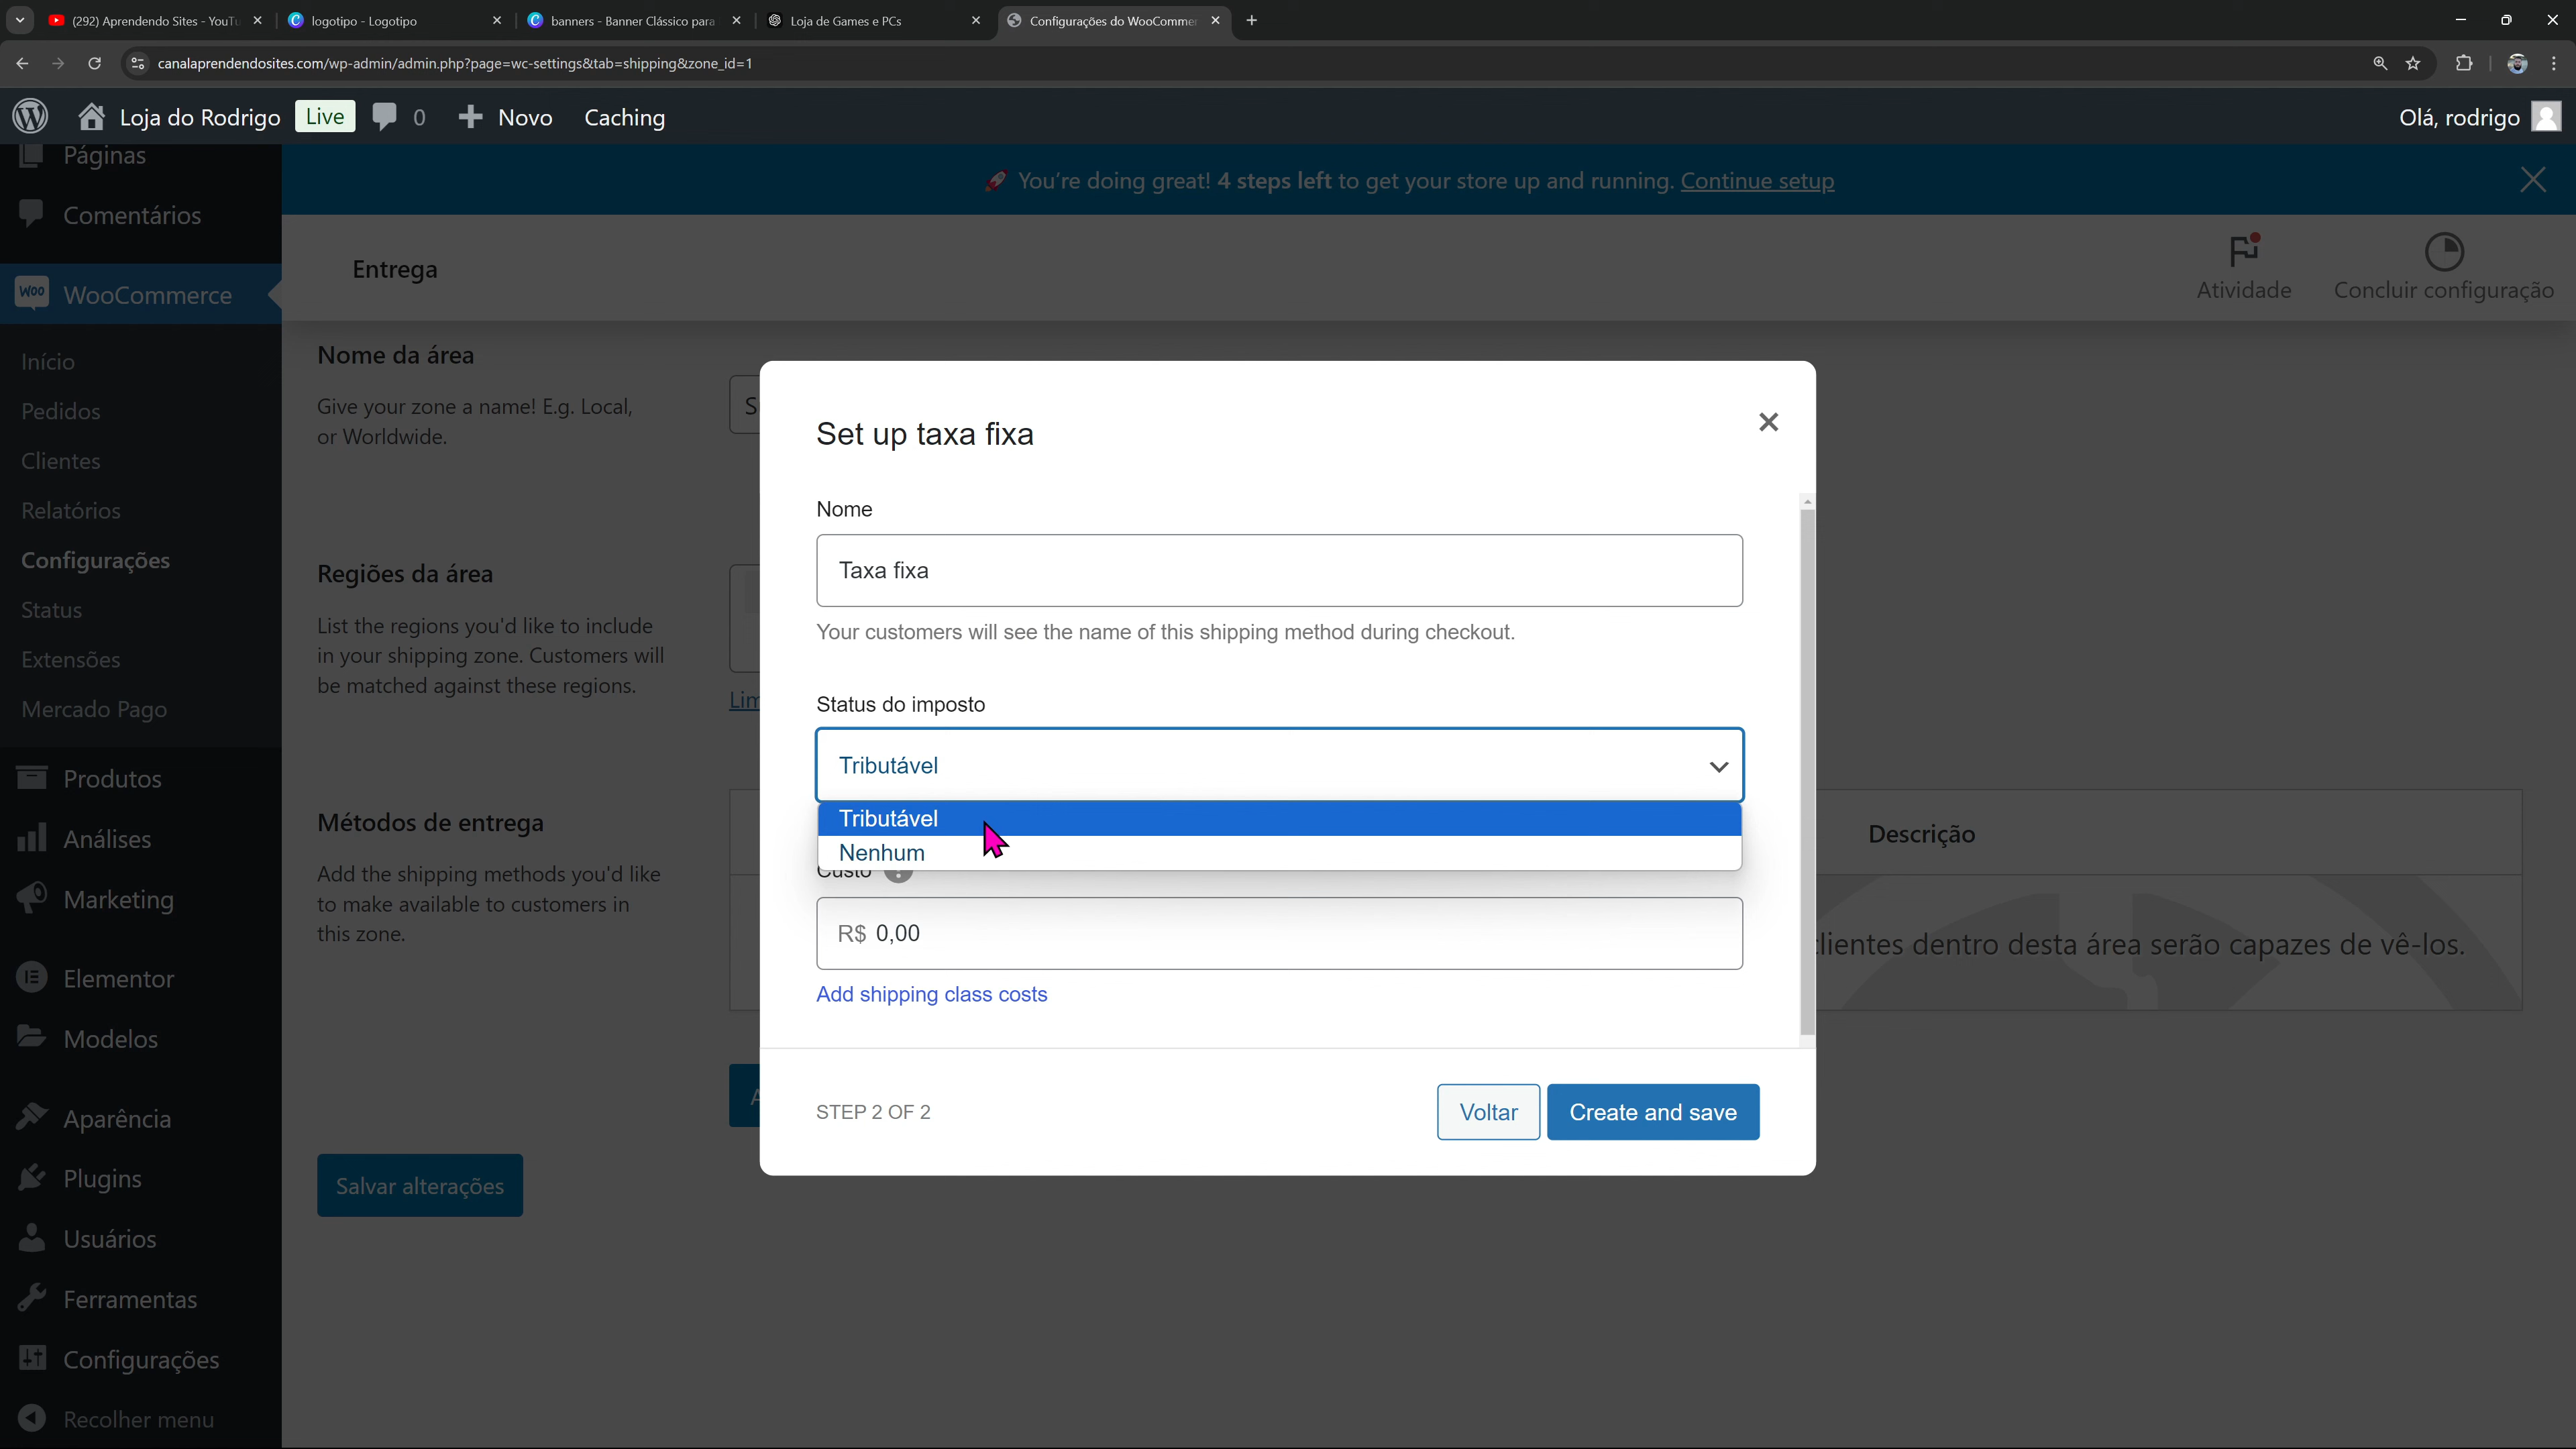 (292) Aprendendo Sites - YouTu
logotipo - Logotipo
banners - Banner Clássico para
Loja de Games e PCs
Configurações do WooCommer
canalaprendendosites.com/wp-admin/admin.php?page=wc-settings&tab=shipping&zone_id=1
Loja do Rodrigo
Live
0
Novo
Caching
Olá, rodrigo
Páginas
Comentários
WooCommerce
Início
Pedidos
Clientes
Relatórios
Configurações
Status
Extensões
Mercado Pago
Produtos
Análises
Marketing
Elementor
Modelos
Aparência
Plugins
Usuários
Ferramentas
Configurações
Recolher menu
You're doing great! 4 steps left to get your store up and running. Continue setup
Entrega
Atividade
Concluir configuração
Nome da área
Give your zone a name! E.g. Local,
or Worldwide.
Regiões da área
List the regions you'd like to include
in your shipping zone. Customers will
be matched against these regions.
Lim
Métodos de entrega
Add the shipping methods you'd like
to make available to customers in
this zone.
Descrição
clientes dentro desta área serão capazes de vê-los.
Salvar alterações
Set up taxa fixa
Nome
Taxa fixa
Your customers will see the name of this shipping method during checkout.
Status do imposto
Tributável
Tributável
Nenhum
Custo
R$ 0,00
Add shipping class costs
STEP 2 OF 2
Voltar
Create and save